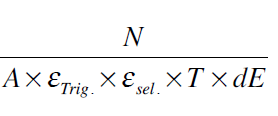 N
A × ε_Trig. × ε_sel. × T × dE